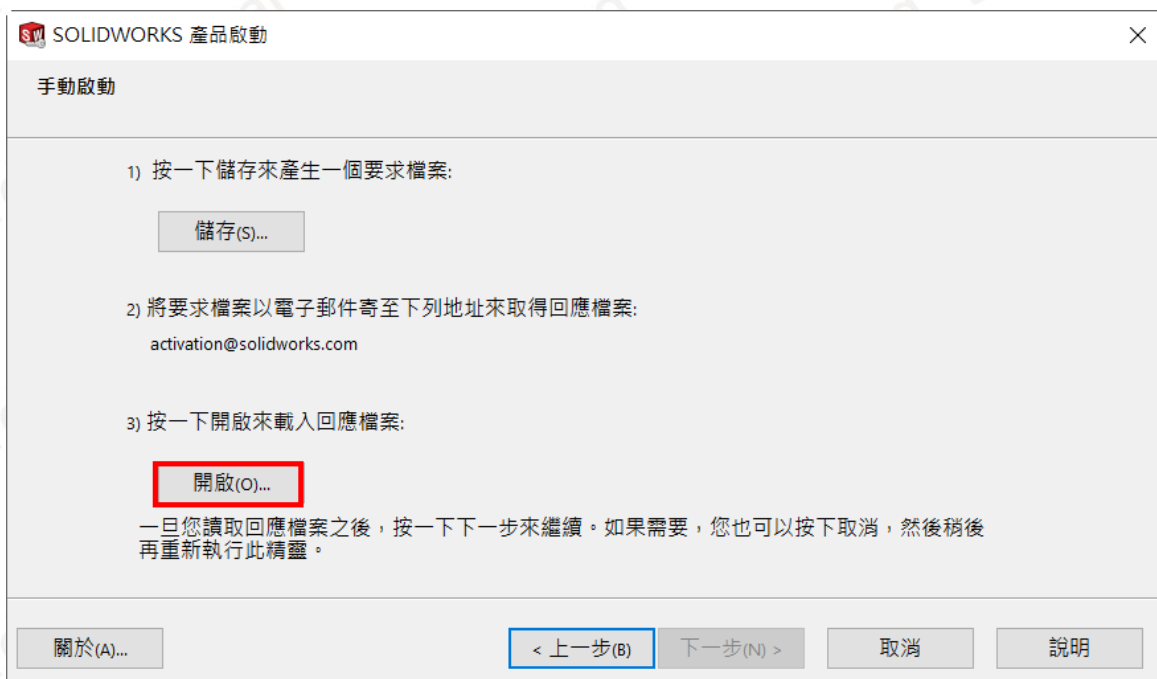 SOLIDWORKS 產品啟動
手動啟動
1) 按一下儲存來產生一個要求檔案:
儲存(S)...
2) 將要求檔案以電子郵件寄至下列地址來取得回應檔案:
activation@solidworks.com
3) 按一下開啟來載入回應檔案:
開啟(O)...
一旦您讀取回應檔案之後，按一下下一步來繼續。如果需要，您也可以按下取消，然後稍後
再重新執行此精靈。
關於(A)...
< 上一步(B)
下一步(N) >
取消
說明